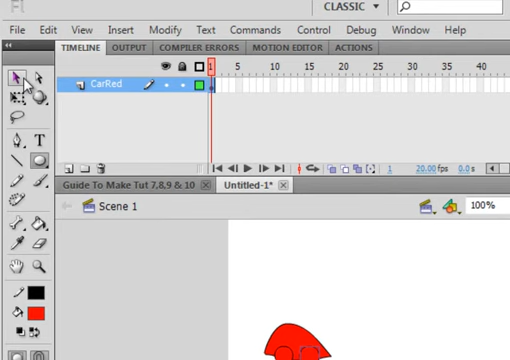 Fl
CLASSIC
File Edit View Insert Modify Text Commands Control Debug Window Help
TIMELINE OUTPUT COMPILER ERRORS MOTION EDITOR ACTIONS
1 5 10 15 20 25 30 35 40
CarRed
1 20.00 fps 0.0 s
Guide To Make Tut 7,8,9 & 10 Untitled-1*
Scene 1 100%
T